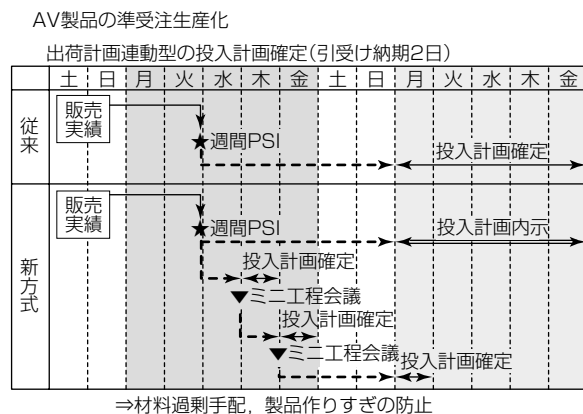 AV製品の準受注生産化
出荷計画連動型の投入計画確定(引受け納期2日)
土 日 月 火 水 木 金 土 日 月 火 水 木 金
従来
販売
実績
★週間PSI
投入計画確定
新方式
販売
実績
★週間PSI
投入計画内示
投入計画確定
▼ミニ工程会議
投入計画確定
▼ミニ工程会議
投入計画確定
⇒材料過剰手配，製品作りすぎの防止